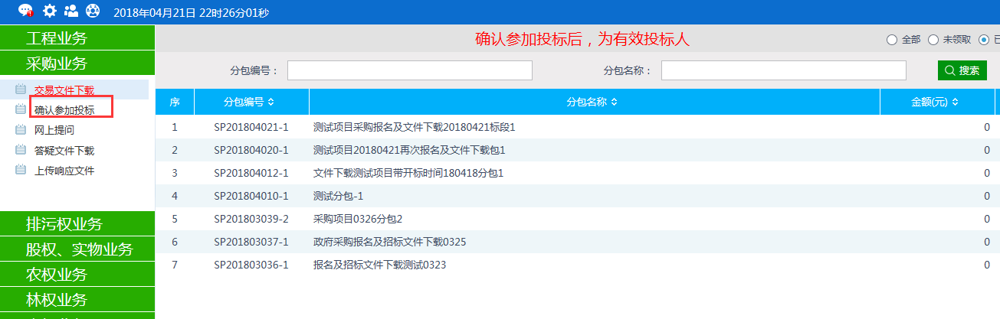 2018年04月21日 22时26分01秒
工程业务
采购业务
交易文件下载
确认参加投标
网上提问
答疑文件下载
上传响应文件
排污权业务
股权、实物业务
农权业务
林权业务
确认参加投标后，为有效投标人
全部 未领取
分包编号： 分包名称： 搜索
序 分包编号 分包名称 金额(元)
1 SP201804021-1 测试项目采购报名及文件下载20180421标段1 0
2 SP201804020-1 测试项目20180421再次报名及文件下载包1 0
3 SP201804012-1 文件下载测试项目带开标时间180418分包1 0
4 SP201804010-1 测试分包-1 0
5 SP201803039-2 采购项目0326分包2 0
6 SP201803037-1 政府采购报名及招标文件下载0325 0
7 SP201803036-1 报名及招标文件下载测试0323 0